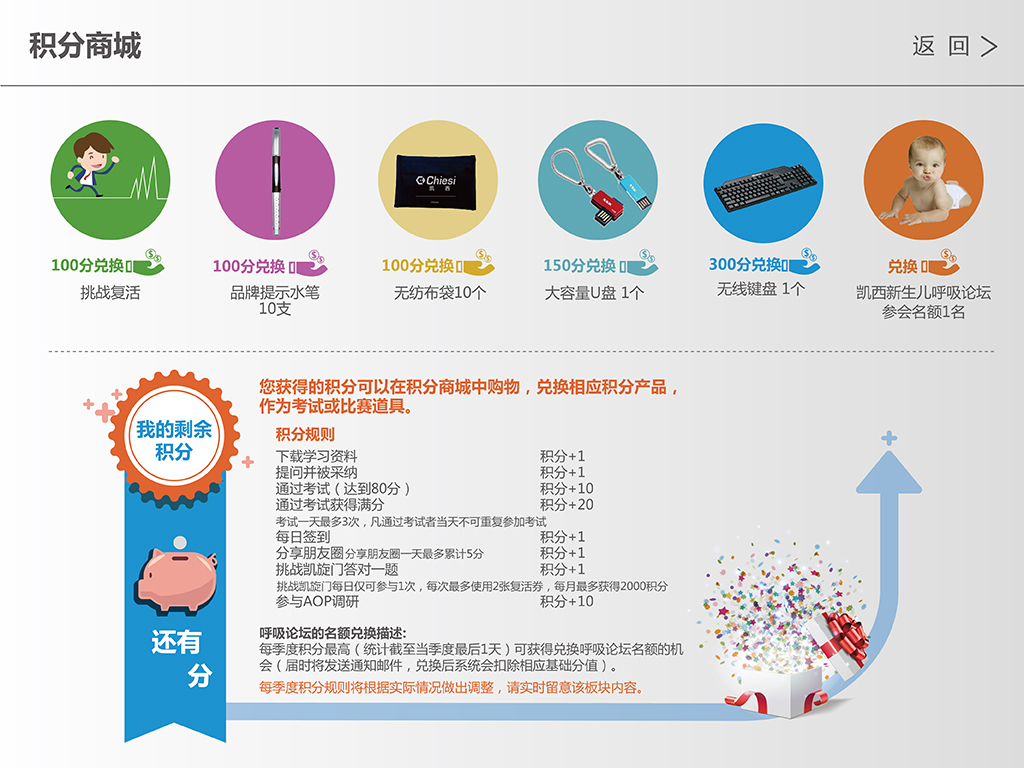 积分商城
返 回
100分兑换
挑战复活
100分兑换
品牌提示水笔
10支
Chiesi
凯 西
100分兑换
无纺布袋10个
150分兑换
大容量U盘 1个
300分兑换
无线键盘 1个
兑换
凯西新生儿呼吸论坛
参会名额1名
我的剩余
积分
还有
分
您获得的积分可以在积分商城中购物，兑换相应积分产品，
作为考试或比赛道具。
积分规则
下载学习资料 积分+1
提问并被采纳 积分+1
通过考试（达到80分） 积分+10
通过考试获得满分 积分+20
考试一天最多3次，凡通过考试者当天不可重复参加考试
每日签到 积分+1
分享朋友圈 分享朋友圈一天最多累计5分 积分+1
挑战凯旋门答对一题 积分+1
挑战凯旋门每日仅可参与1次，每次最多使用2张复活券，每月最多获得2000积分
参与AOP调研 积分+10
呼吸论坛的名额兑换描述:
每季度积分最高（统计截至当季度最后1天）可获得兑换呼吸论坛名额的机
会（届时将发送通知邮件，兑换后系统会扣除相应基础分值）。
每季度积分规则将根据实际情况做出调整，请实时留意该板块内容。